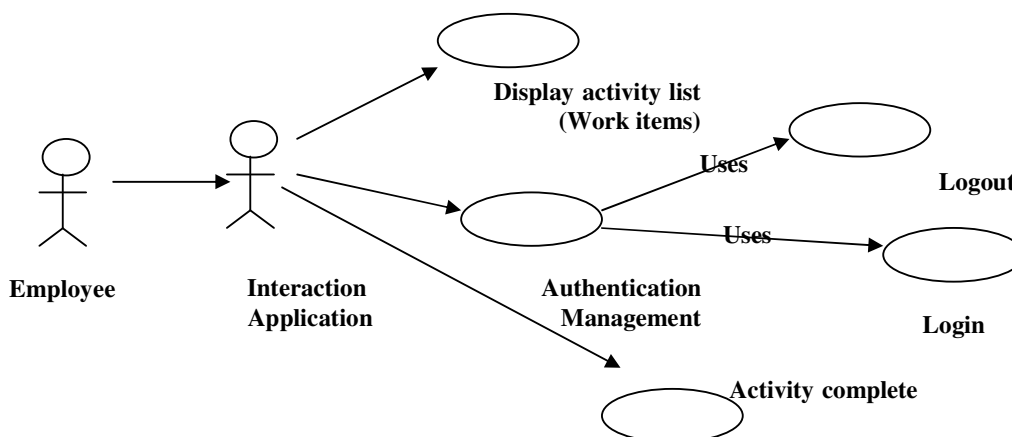 Display activity list
(Work items)
Uses
Logout
Uses
Employee
Interaction
Application
Authentication
Management
Login
Activity complete